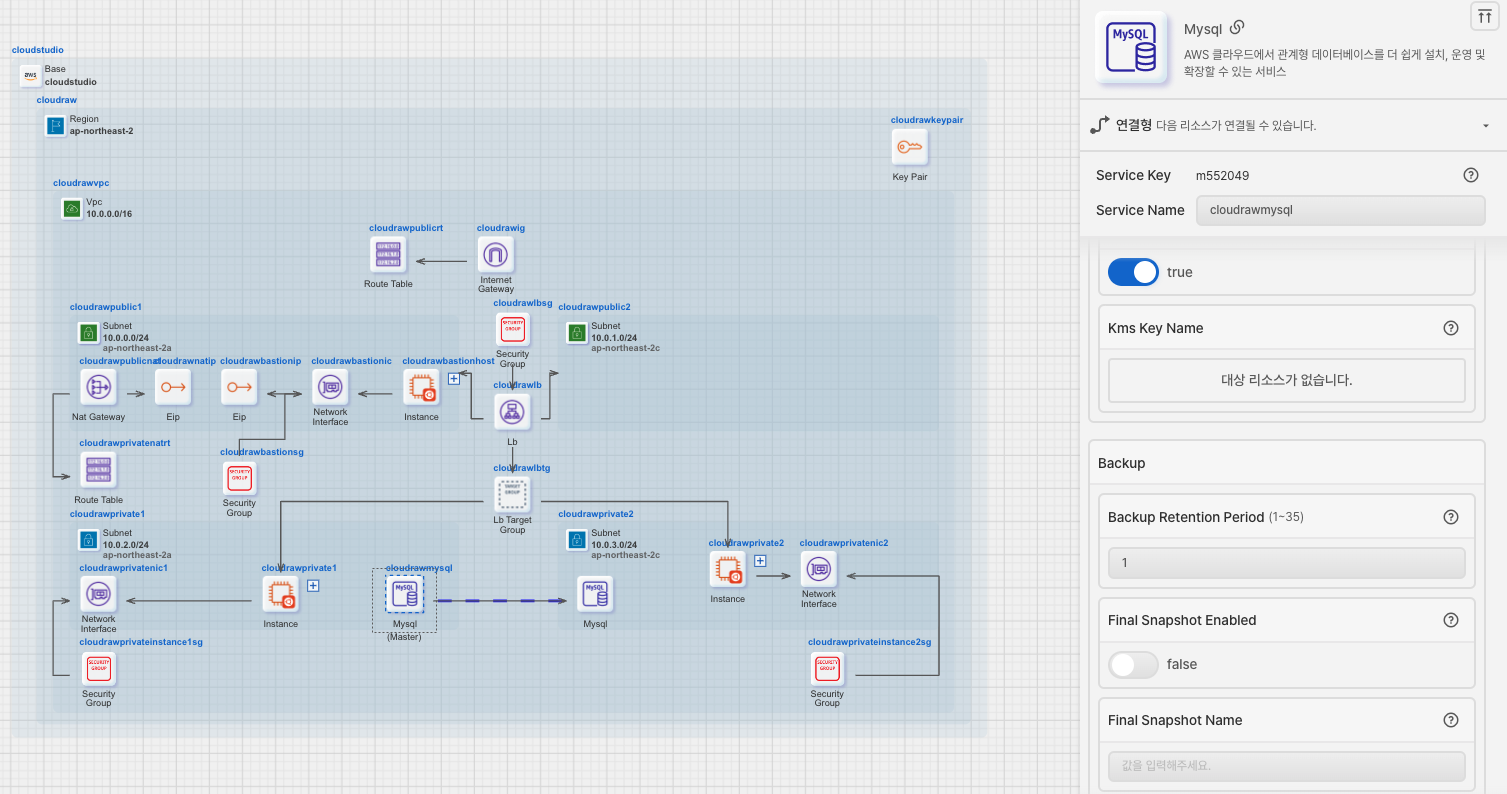 cloudstudio
aws
Base
cloudstudio
cloudraw
Region
ap-northeast-2
cloudrawkeypair
Key Pair
cloudrawvpc
Vpc
10.0.0.0/16
cloudrawpublicrt
cloudrawig
Route Table
Internet
Gateway
cloudrawpublic1
cloudrawlbsg
cloudrawpublic2
Subnet
10.0.0.0/24
ap-northeast-2a
SECURITY
GROUP
Security
Group
Subnet
10.0.1.0/24
ap-northeast-2c
cloudrawnatip
cloudrawbastionip
cloudrawbastionic
cloudrawbastionhost
Nat Gateway
Eip
Eip
Network
Interface
Instance
cloudrawlb
Lb
cloudrawprivatenatrt
cloudrawbastionsg
cloudrawlbtg
Route Table
SECURITY
GROUP
Security
Group
TARGET
GROUP
Lb Target
Group
cloudrawprivate1
cloudrawprivate2
Subnet
10.0.2.0/24
ap-northeast-2a
Subnet
10.0.3.0/24
ap-northeast-2c
cloudrawprivate2
cloudrawprivatenic2
Instance
Network
Interface
cloudrawprivatenic1
cloudrawprivate1
cloudrawmysql
MySQL
MySQL
Network
Interface
Instance
Mysql
(Master)
Mysql
cloudrawprivateinstance1sg
cloudrawprivateinstance2sg
SECURITY
GROUP
Security
Group
SECURITY
GROUP
Security
Group
MySQL
Mysql
AWS 클라우드에서 관계형 데이터베이스를 더 쉽게 설치, 운영 및
확장할 수 있는 서비스
연결형 다음 리소스가 연결될 수 있습니다.
Service Key m552049
Service Name cloudrawmysql
true
Kms Key Name
대상 리소스가 없습니다.
Backup
Backup Retention Period (1~35)
1
Final Snapshot Enabled
false
Final Snapshot Name
값을 입력해주세요.